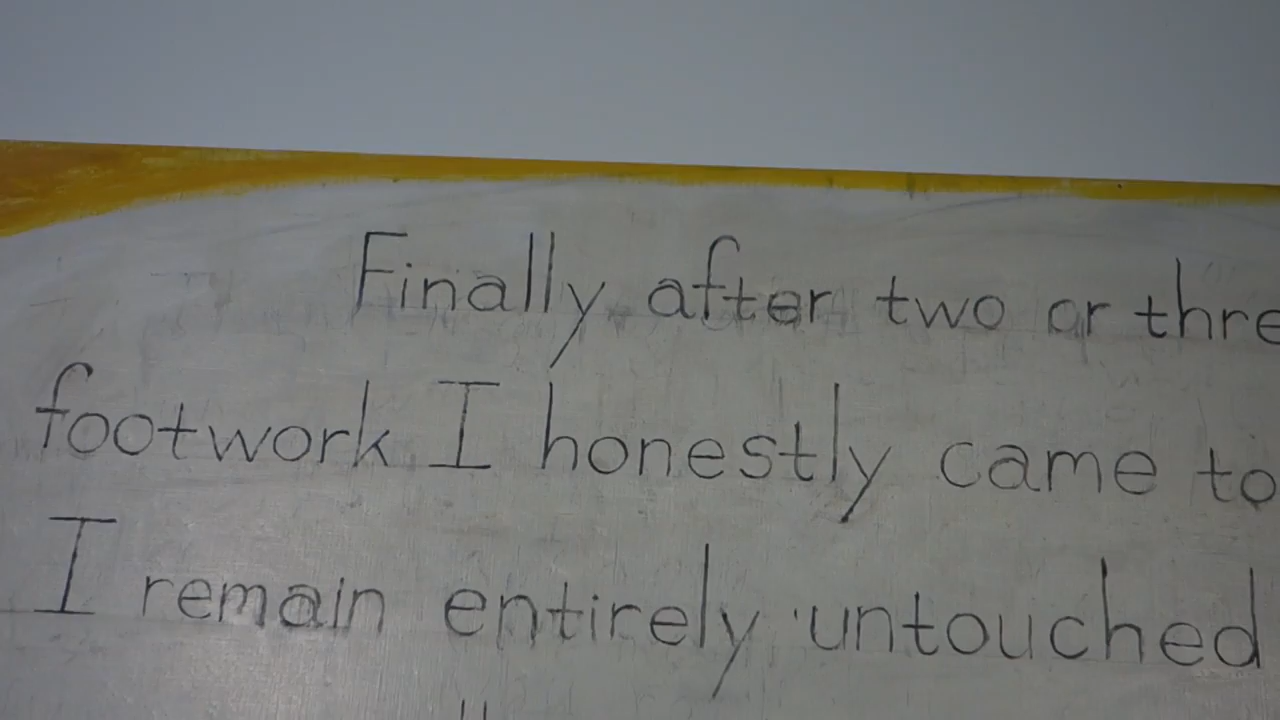 Finally after two or thre
footwork I honestly came to
I remain entirely untouched